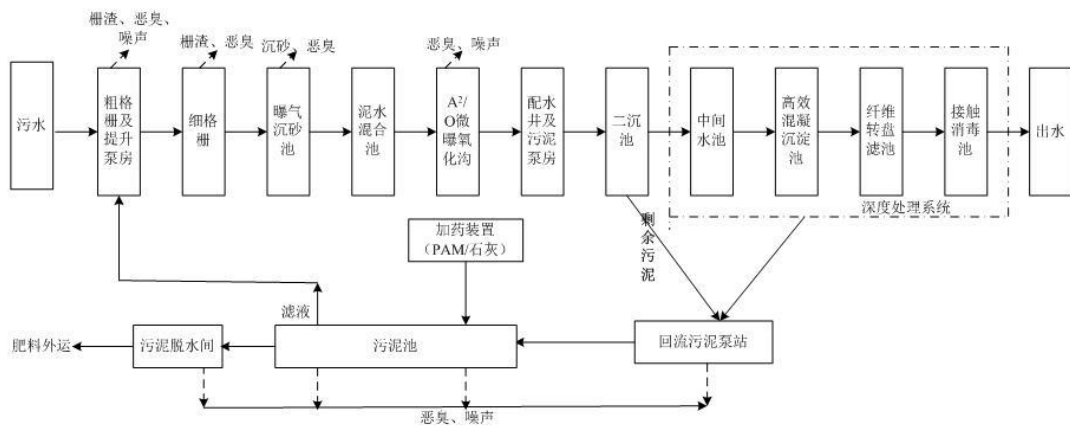 栅渣、恶臭、
噪声
栅渣、恶臭
沉砂、恶臭
恶臭、噪声
污水
粗格
栅及
提升
泵房
细格
栅
曝气
沉砂
池
泥水
混合
池
A²/
O微
曝氧
化沟
配水
井及
污泥
泵房
二沉
池
中间
水池
高效
混凝
沉淀
池
纤维
转盘
滤池
接触
消毒
池
出水
深度处理系统
剩余污泥
加药装置
（PAM/石灰）
滤液
肥料外运
污泥脱水间
污泥池
回流污泥泵站
恶臭、噪声